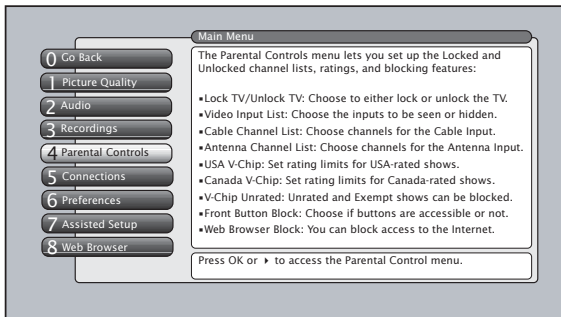 Main Menu
0 Go Back
1 Picture Quality
2 Audio
3 Recordings
4 Parental Controls
5 Connections
6 Preferences
7 Assisted Setup
8 Web Browser
The Parental Controls menu lets you set up the Locked and
Unlocked channel lists, ratings, and blocking features:
▪Lock TV/Unlock TV: Choose to either lock or unlock the TV.
▪Video Input List: Choose the inputs to be seen or hidden.
▪Cable Channel List: Choose channels for the Cable Input.
▪Antenna Channel List: Choose channels for the Antenna Input.
▪USA V-Chip: Set rating limits for USA-rated shows.
▪Canada V-Chip: Set rating limits for Canada-rated shows.
▪V-Chip Unrated: Unrated and Exempt shows can be blocked.
▪Front Button Block: Choose if buttons are accessible or not.
▪Web Browser Block: You can block access to the Internet.
Press OK or ▸ to access the Parental Control menu.